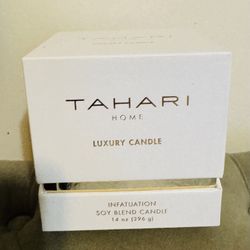 TAHARI
HOME
LUXURY CANDLE
INFATUATION
SOY BLEND CANDLE
14 oz (396 g)